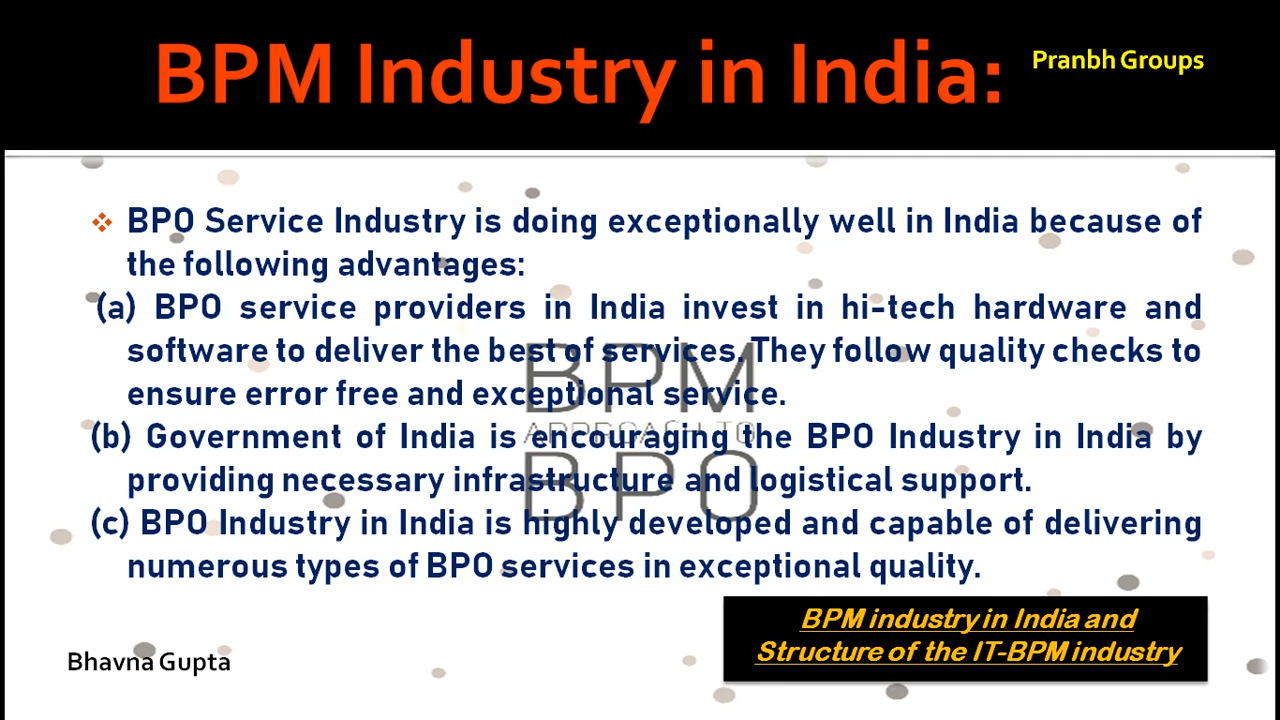 BPM Industry in India:
Pranbh Groups
BPO Service Industry is doing exceptionally well in India because of
the following advantages:
(a) BPO service providers in India invest in hi-tech hardware and
software to deliver the best of services. They follow quality checks to
ensure error free and exceptional service.
(b) Government of India is encouraging the BPO Industry in India by
providing necessary infrastructure and logistical support.
(c) BPO Industry in India is highly developed and capable of delivering
numerous types of BPO services in exceptional quality.
BPM
APPROACH TO
BPO
BPM industry in India and
Structure of the IT-BPM industry
Bhavna Gupta